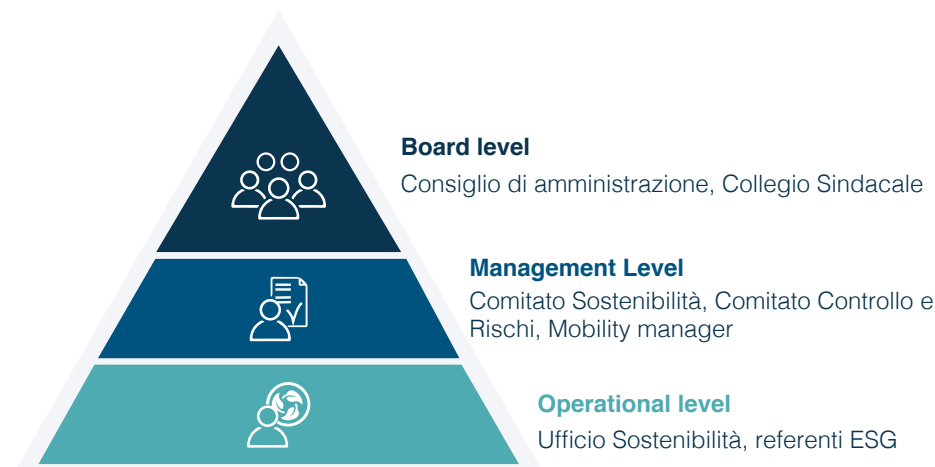 Board level
Consiglio di amministrazione, Collegio Sindacale
Management Level
Comitato Sostenibilità, Comitato Controllo e
Rischi, Mobility manager
Operational level
Ufficio Sostenibilità, referenti ESG